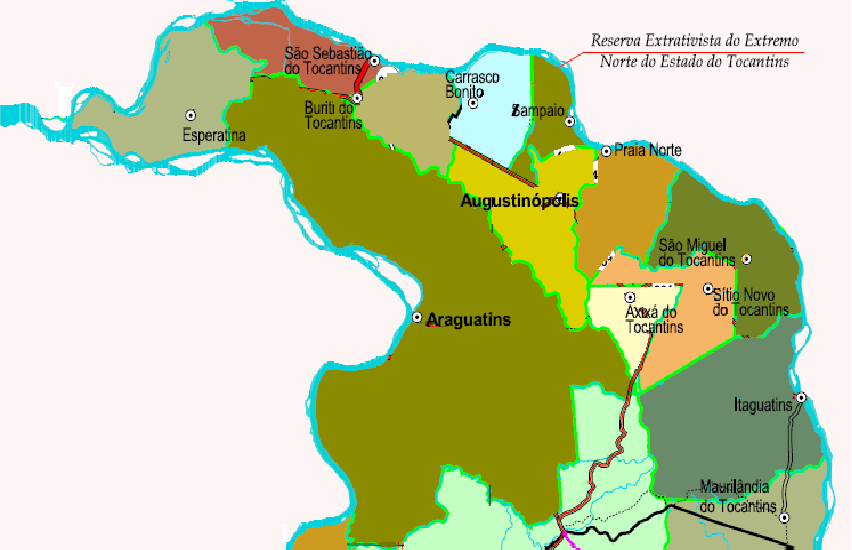 Reserva Extrativista do Extremo
Norte do Estado do Tocantins
São Sebastião
do Tocantins
Carrasco
Bonito
Buriti do
Tocantins
Sampaio
Esperatina
Praia Norte
Augustinópolis
São Miguel
do Tocantins
Sítio Novo
do Tocantins
Axixá do
Tocantins
Araguatins
Itaguatins
Maurilândia
do Tocantins